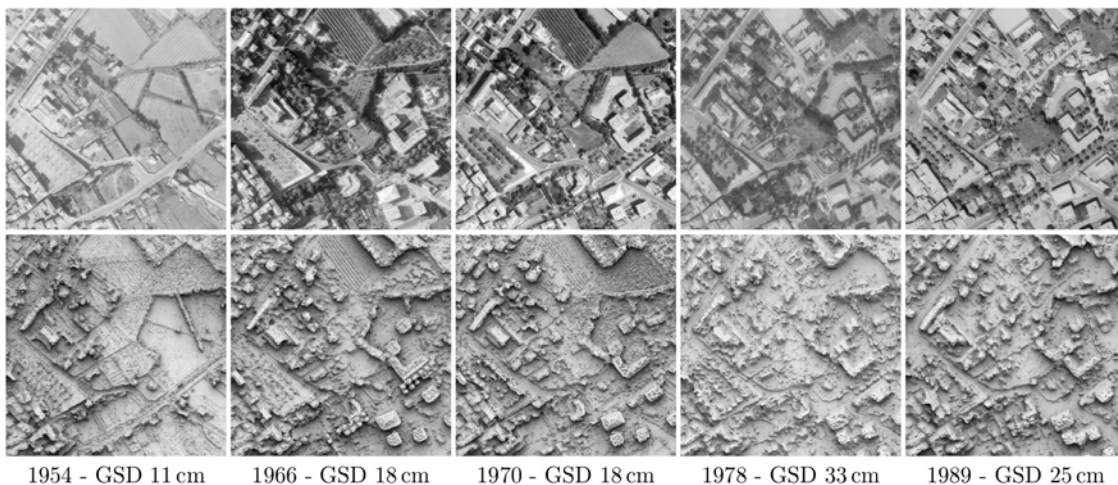 1954 - GSD 11 cm
1966 - GSD 18 cm
1970 - GSD 18 cm
1978 - GSD 33 cm
1989 - GSD 25 cm